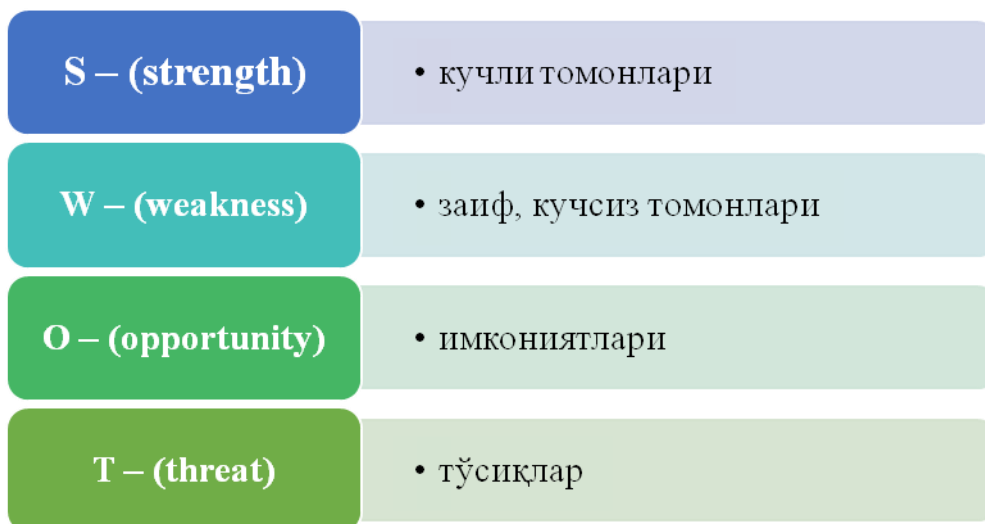 S – (strength)
• кучли томонлари
W – (weakness)
• заиф, кучсиз томонлари
O – (opportunity)
• имкониятлари
T – (threat)
• тўсиқлар